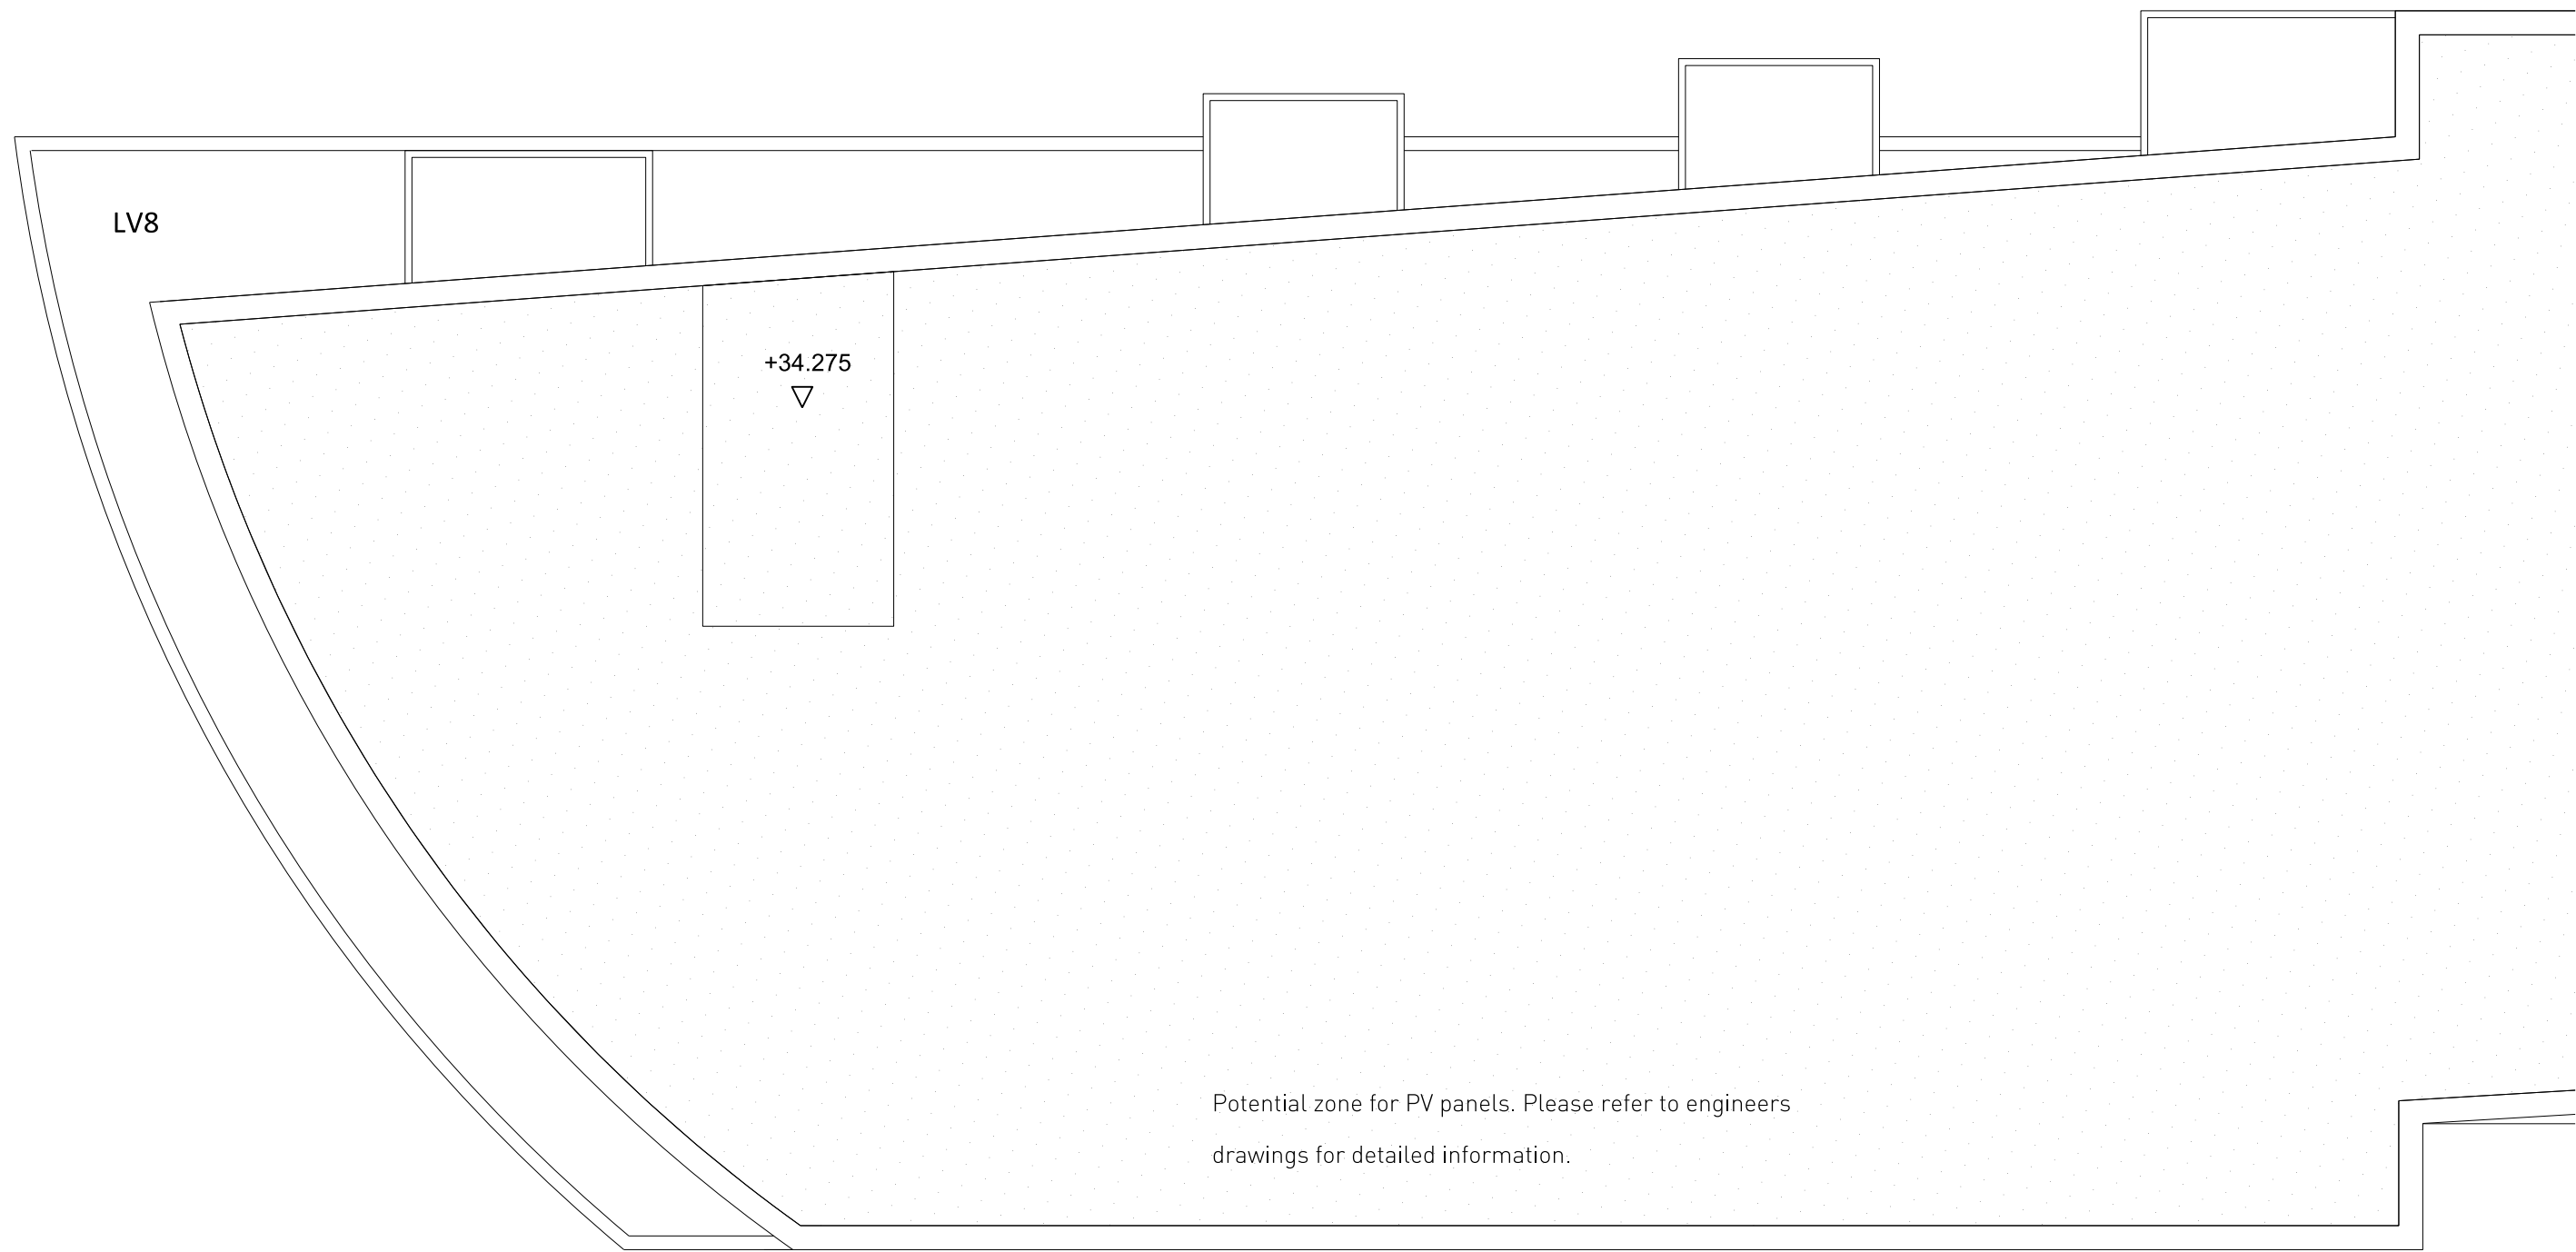 LV8
+34.275
Potential zone for PV panels. Please refer to engineers
drawings for detailed information.